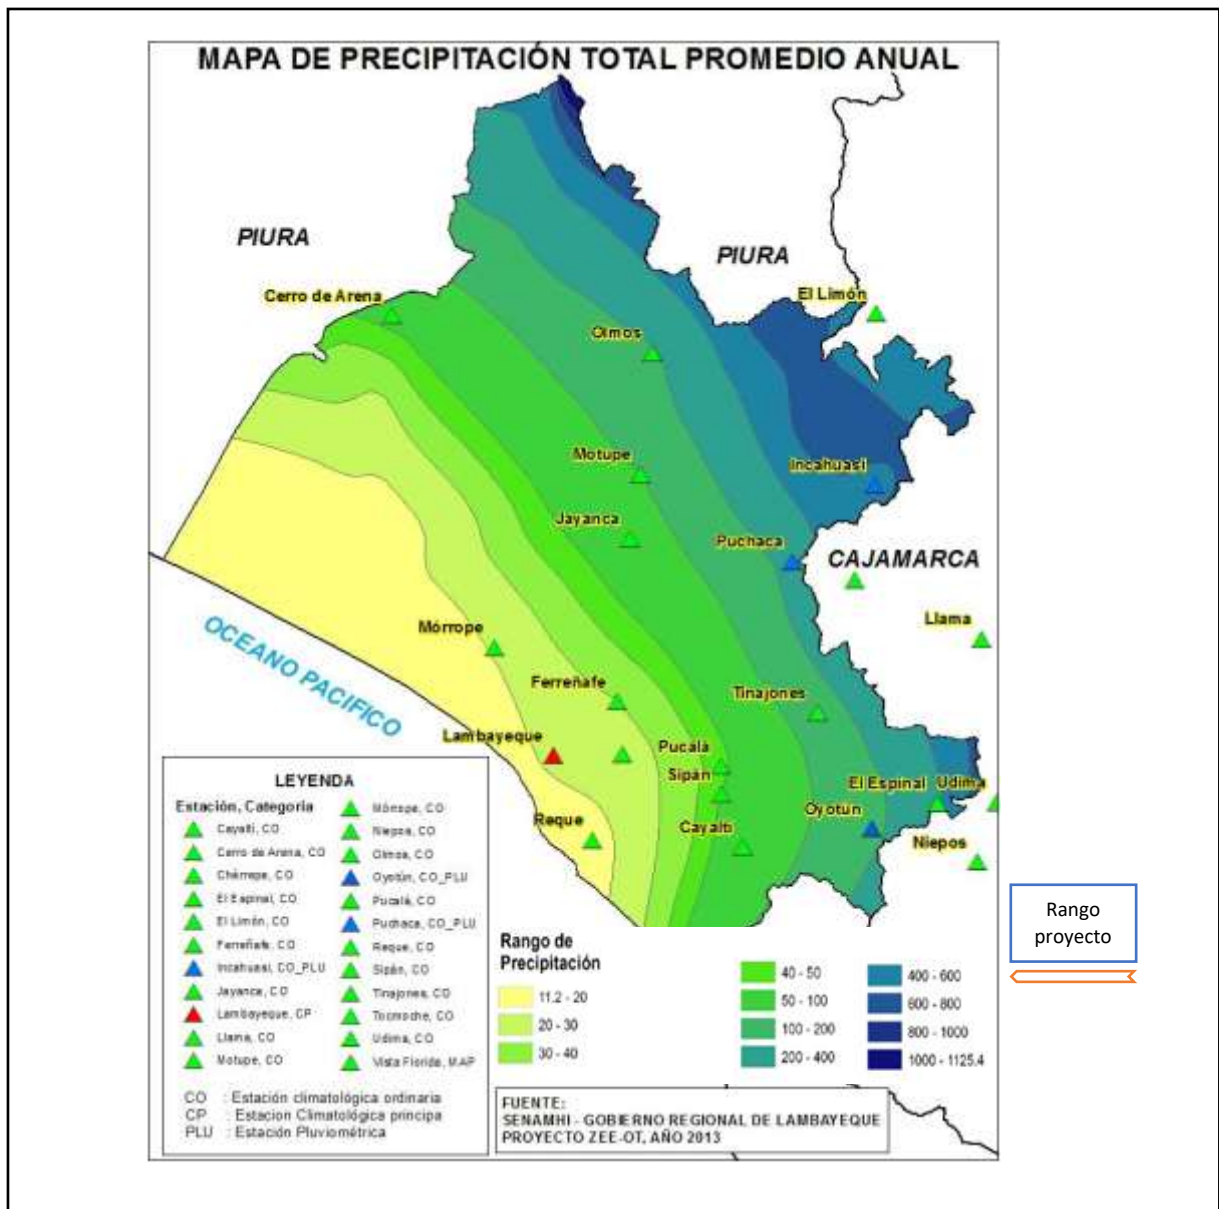 MAPA DE PRECIPITACIÓN TOTAL PROMEDIO ANUAL
PIURA
PIURA
El Limón
Cerro de Arena
Olmos
Motupe
Incahuasi
Jayanca
Puchaca
CAJAMARCA
Llama
Mórrope
OCEANO PACIFICO
Ferreñafe
Tinajones
Lambayeque
Pucalá
Sipán
El Espinal
Udima
Oyotun
Reque
Cayalti
Niepos
LEYENDA
Estación, Categoria
Cayalti, CO
Cerro de Arena, CO
Chérrepe, CO
El Espinal, CO
El Limón, CO
Ferreñafe, CO
Incahuasi, CO_PLU
Jayanca, CO
Lambayeque, CP
Llama, CO
Motupe, CO
Mórrope, CO
Niepos, CO
Olmos, CO
Oyotún, CO_PLU
Pucalá, CO
Puchaca, CO_PLU
Reque, CO
Sipán, CO
Tinajones, CO
Tocmoche, CO
Udima, CO
Vista Floride, MAP
CO : Estación climatológica ordinaria
CP : Estacion Climatológica principa
PLU : Estación Pluviométrica
Rango de
Precipitación
11.2 - 20
20 - 30
30 - 40
40 - 50
50 - 100
100 - 200
200 - 400
400 - 600
600 - 800
800 - 1000
1000 - 1125.4
FUENTE:
SENAMHI - GOBIERNO REGIONAL DE LAMBAYEQUE
PROYECTO ZEE-OT, AÑO 2013
Rango
proyecto